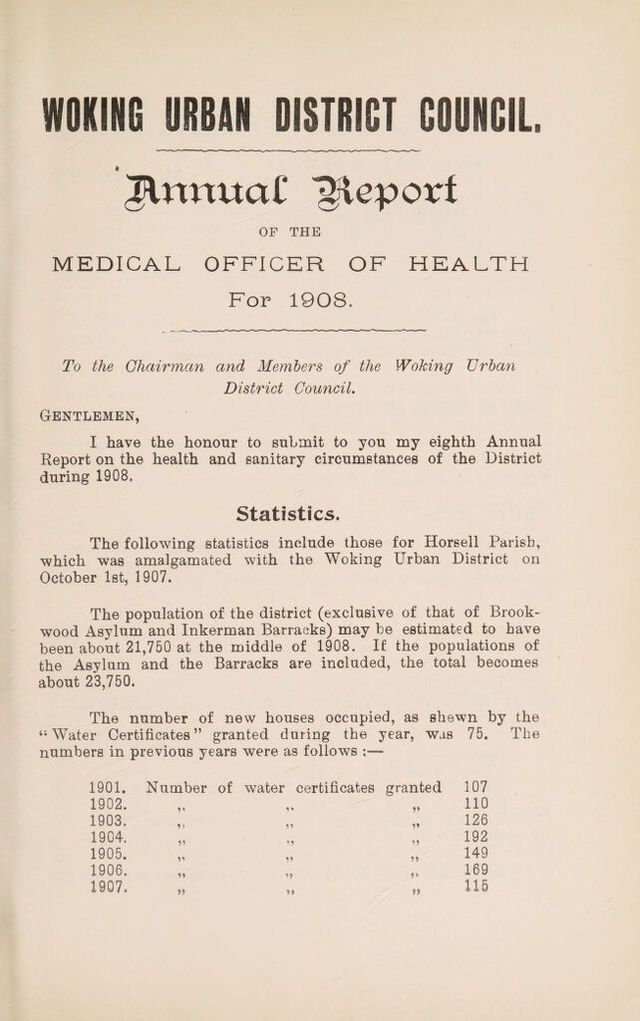 WOKING URBAN DISTRICT COUNCIL.
Annual Report
OF THE
MEDICAL OFFICER OF HEALTH
For 1908.
To the Chairman and Members of the Woking Urban
District Council.
GENTLEMEN,
I have the honour to submit to you my eighth Annual
Report on the health and sanitary circumstances of the District
during 1908.
Statistics.
The following statistics include those for Horsell Parish,
which was amalgamated with the Woking Urban District on
October 1st, 1907.
The population of the district (exclusive of that of Brook-
wood Asylum and Inkerman Barracks) may be estimated to have
been about 21,750 at the middle of 1908. If the populations of
the Asylum and the Barracks are included, the total becomes
about 23,750.
The number of new houses occupied, as shewn by the
“Water Certificates” granted during the year, was 75. The
numbers in previous years were as follows :—
1901. Number of water certificates granted 107
1902. ,, ,, ,, 110
1903. ,, ,, ,, 126
1904. ,, ,, ,, 192
1905. ,, ,, ,, 149
1906. ,, ,, ,, 169
1907. ,, ,, ,, 115